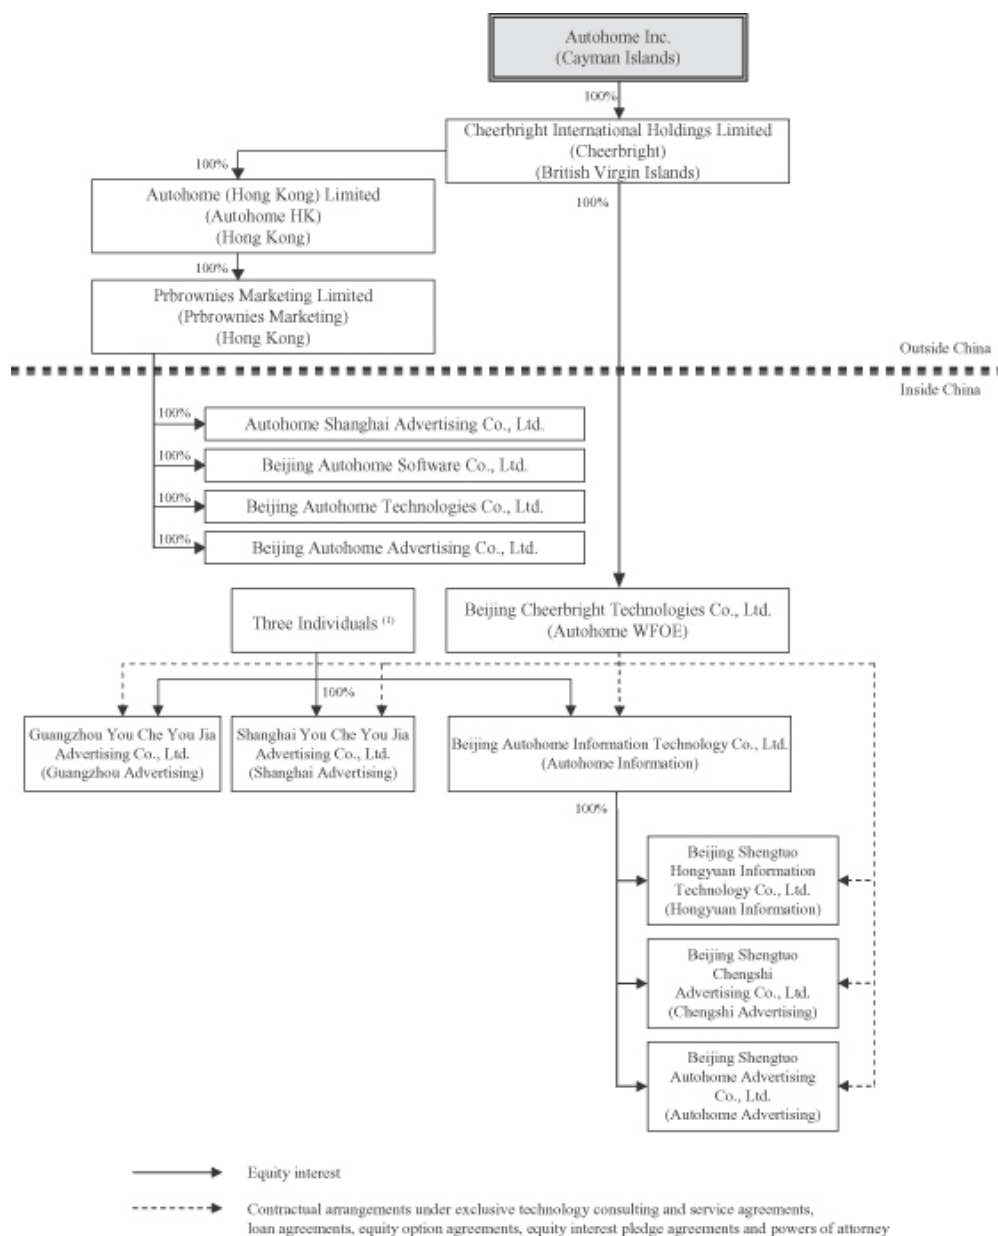 Autohome Inc.
(Cayman Islands)
100%
Cheerbright International Holdings Limited
(Cheerbright)
(British Virgin Islands)
100%
Autohome (Hong Kong) Limited
(Autohome HK)
(Hong Kong)
100%
100%
Prbrownies Marketing Limited
(Prbrownies Marketing)
(Hong Kong)
Outside China
Inside China
100%
Autohome Shanghai Advertising Co., Ltd.
100%
Beijing Autohome Software Co., Ltd.
100%
Beijing Autohome Technologies Co., Ltd.
100%
Beijing Autohome Advertising Co., Ltd.
Three Individuals (1)
Beijing Cheerbright Technologies Co., Ltd.
(Autohome WFOE)
100%
Guangzhou You Che You Jia
Advertising Co., Ltd.
(Guangzhou Advertising)
Shanghai You Che You Jia
Advertising Co., Ltd.
(Shanghai Advertising)
Beijing Autohome Information Technology Co., Ltd.
(Autohome Information)
100%
Beijing Shengtuo
Hongyuan Information
Technology Co., Ltd.
(Hongyuan Information)
Beijing Shengtuo
Chengshi
Advertising Co., Ltd.
(Chengshi Advertising)
Beijing Shengtuo
Autohome Advertising
Co., Ltd.
(Autohome Advertising)
Equity interest
Contractual arrangements under exclusive technology consulting and service agreements,
loan agreements, equity option agreements, equity interest pledge agreements and powers of attorney